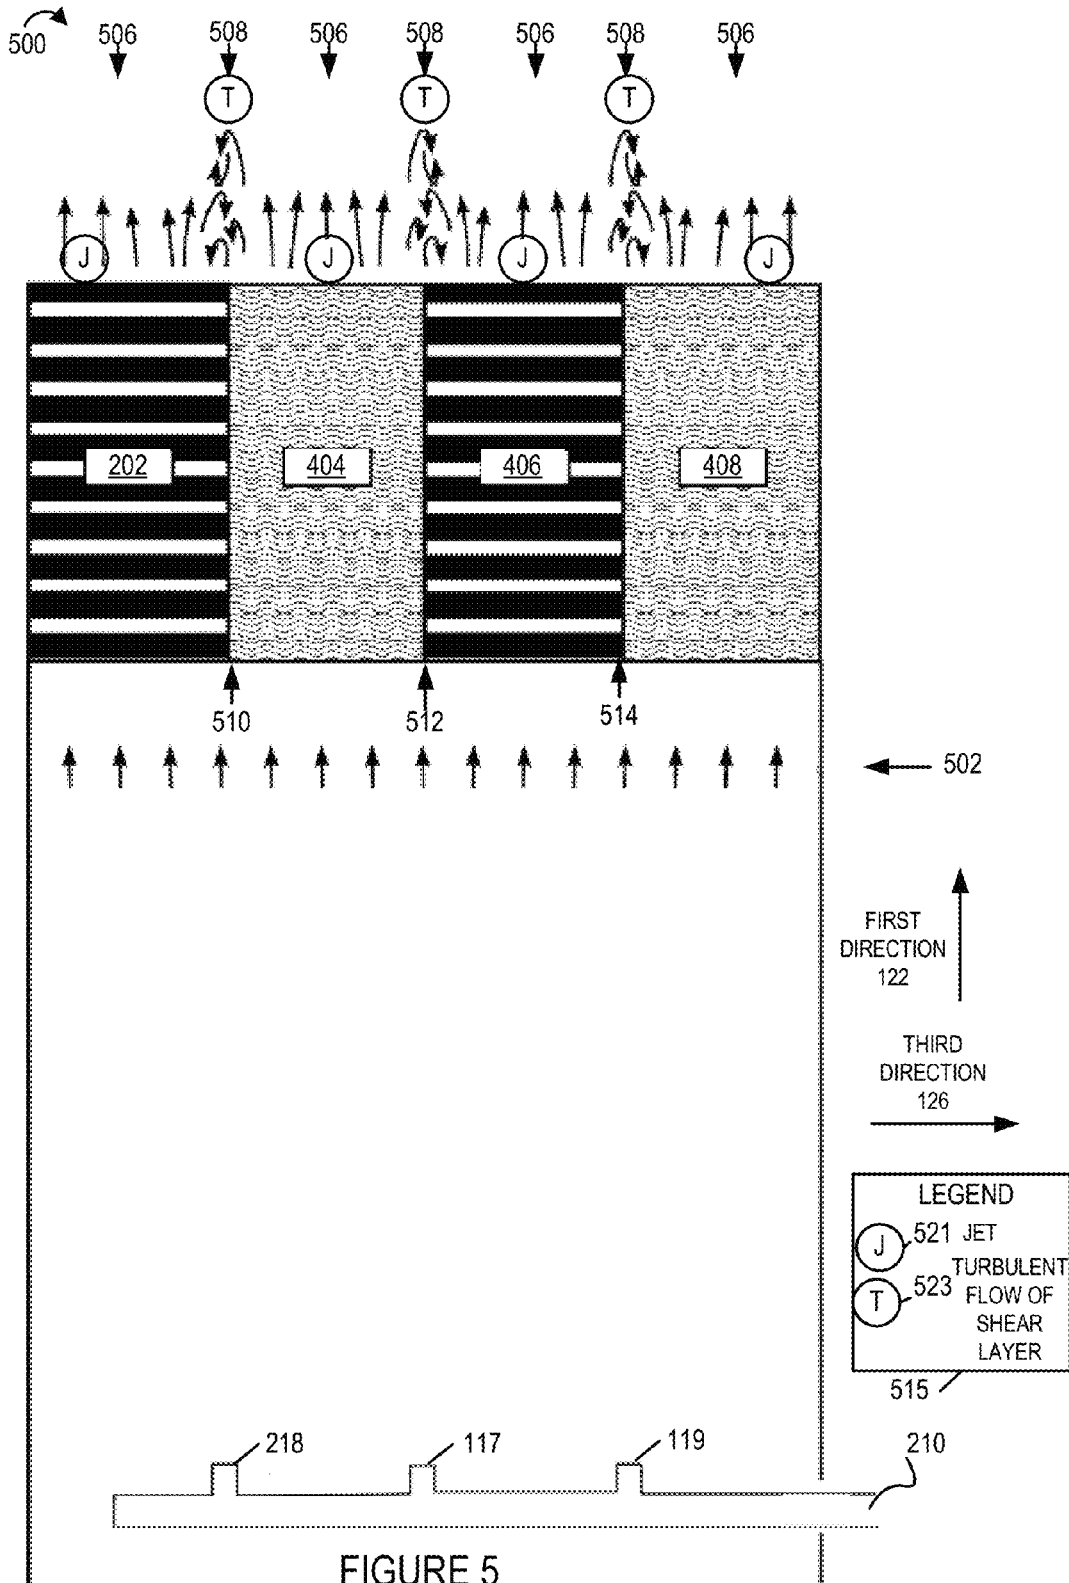 500
506 508 506 508 506 508 506
T T T
J J J J
202 404 406 408
510 512 514
502
FIRST
DIRECTION
122
THIRD
DIRECTION
126
LEGEND
J 521 JET
T 523 TURBULENT
FLOW OF
SHEAR
LAYER
515
218 117 119 210
FIGURE 5